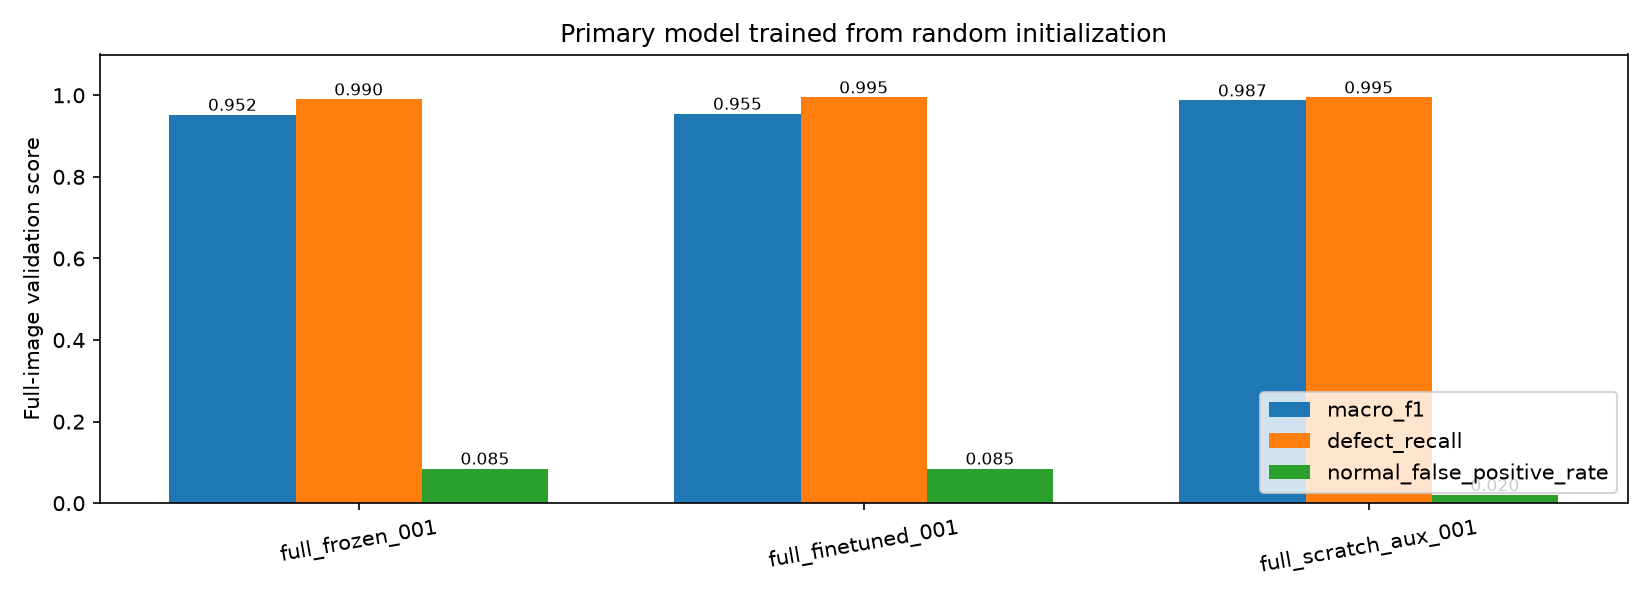 Primary model trained from random initialization
Full-image validation score
1.0
0.8
0.6
0.4
0.2
0.0
0.952
0.990
0.085
0.955
0.995
0.085
0.987
0.995
0.020
macro_f1
defect_recall
normal_false_positive_rate
full_frozen_001
full_finetuned_001
full_scratch_aux_001